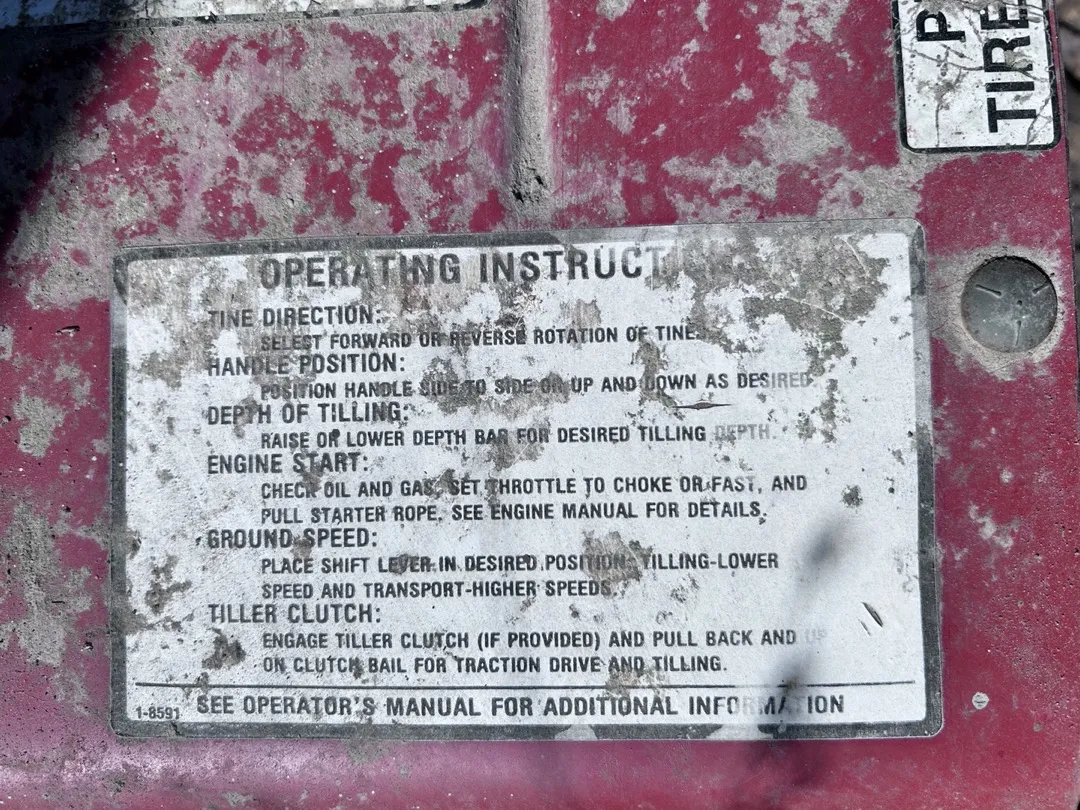 P
TIRE
OPERATING INSTRUCT
TINE DIRECTION:
SELECT FORWARD OR REVERSE ROTATION OF TINE
HANDLE POSITION:
POSITION HANDLE SIDE TO SIDE OR UP AND DOWN AS DESIRED.
DEPTH OF TILLING:
RAISE OR LOWER DEPTH BAR FOR DESIRED TILLING DEPTH.
ENGINE START:
CHECK OIL AND GAS, SET THROTTLE TO CHOKE OR FAST, AND
PULL STARTER ROPE. SEE ENGINE MANUAL FOR DETAILS.
GROUND SPEED:
PLACE SHIFT LEVER IN DESIRED POSITION, TILLING-LOWER
SPEED AND TRANSPORT-HIGHER SPEEDS.
TILLER CLUTCH:
ENGAGE TILLER CLUTCH (IF PROVIDED) AND PULL BACK AND UP
ON CLUTCH BAIL FOR TRACTION DRIVE AND TILLING.
1-8591 SEE OPERATOR'S MANUAL FOR ADDITIONAL INFORMATION